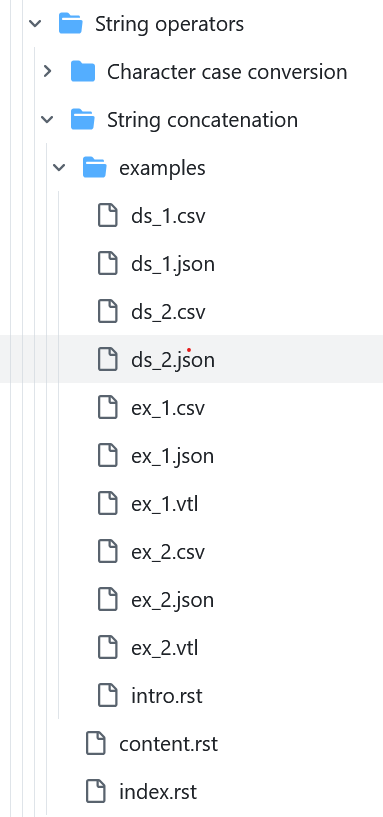 String operators
Character case conversion
String concatenation
examples
ds_1.csv
ds_1.json
ds_2.csv
ds_2.json
ex_1.csv
ex_1.json
ex_1.vtl
ex_2.csv
ex_2.json
ex_2.vtl
intro.rst
content.rst
index.rst